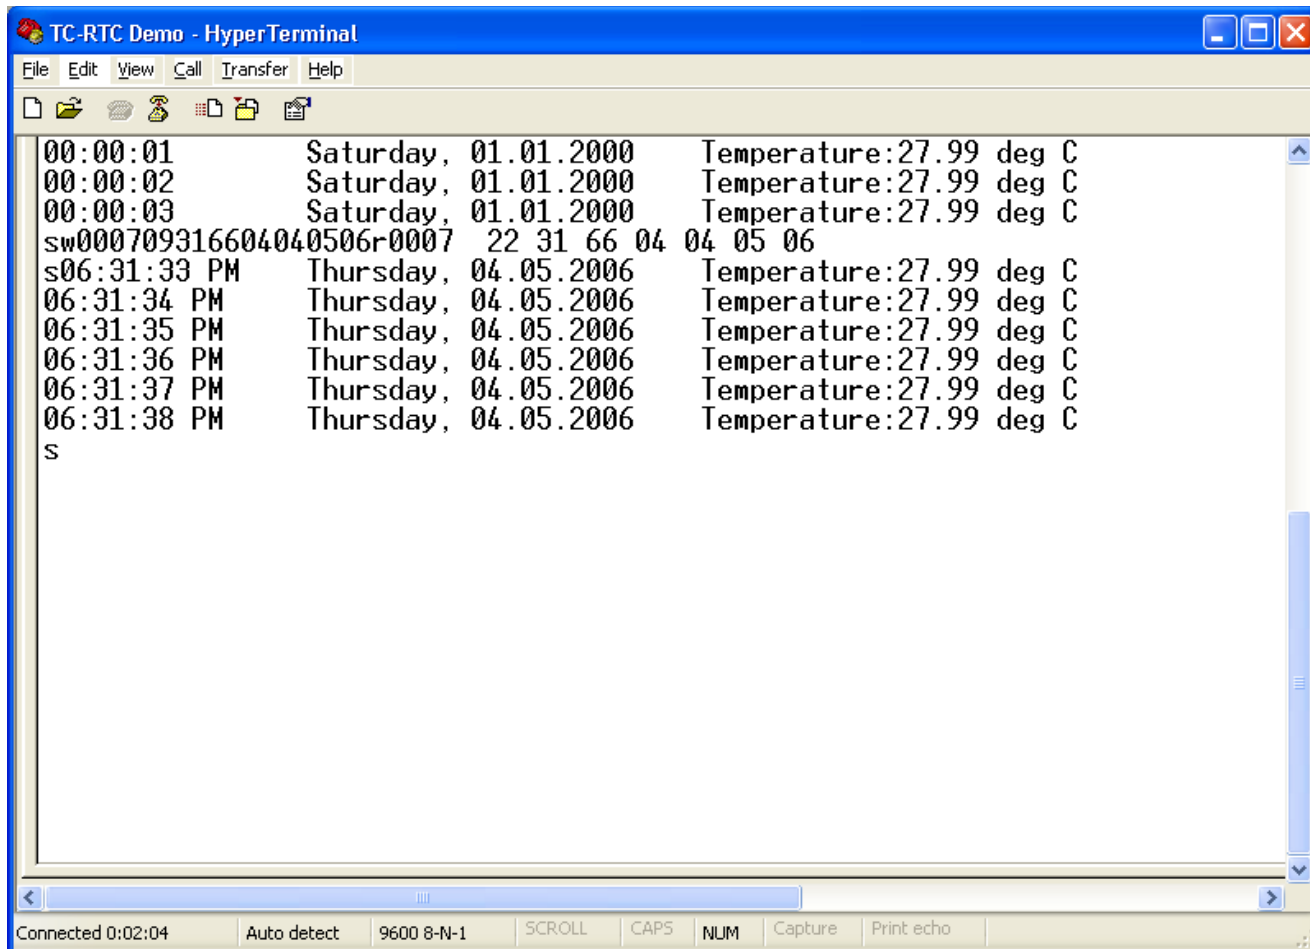 TC-RTC Demo - HyperTerminal
File Edit View Call Transfer Help
00:00:01 Saturday, 01.01.2000 Temperature:27.99 deg C
00:00:02 Saturday, 01.01.2000 Temperature:27.99 deg C
00:00:03 Saturday, 01.01.2000 Temperature:27.99 deg C
sw000709316604040506r0007 22 31 66 04 04 05 06
s06:31:33 PM Thursday, 04.05.2006 Temperature:27.99 deg C
06:31:34 PM Thursday, 04.05.2006 Temperature:27.99 deg C
06:31:35 PM Thursday, 04.05.2006 Temperature:27.99 deg C
06:31:36 PM Thursday, 04.05.2006 Temperature:27.99 deg C
06:31:37 PM Thursday, 04.05.2006 Temperature:27.99 deg C
06:31:38 PM Thursday, 04.05.2006 Temperature:27.99 deg C
s
Connected 0:02:04 Auto detect 9600 8-N-1 SCROLL CAPS NUM Capture Print echo